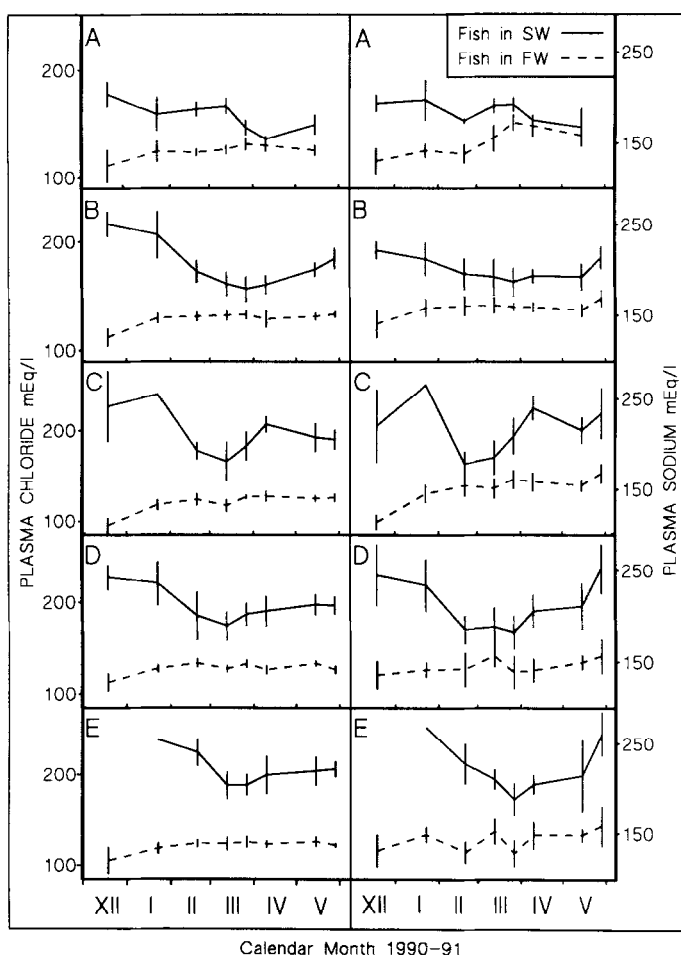 Fish in SW
Fish in FW
A
A
200
100
250
150
B
B
200
100
250
150
C
C
200
100
250
150
D
D
200
100
250
150
E
E
200
100
250
150
PLASMA CHLORIDE mEq/l
PLASMA SODIUM mEq/l
XII I II III IV V
XII I II III IV V
Calendar Month 1990-91